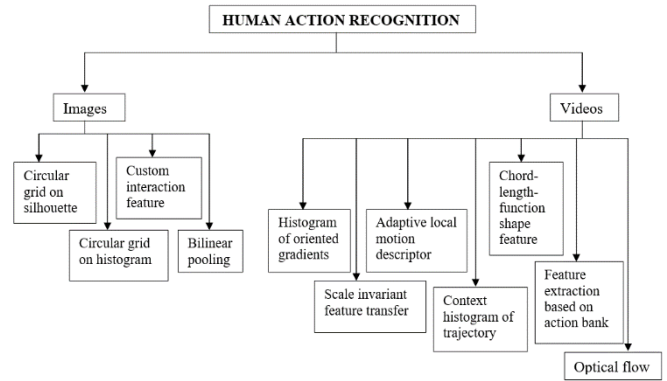 HUMAN ACTION RECOGNITION
Images
Videos
Circular
grid on
silhouette
Custom
interaction
feature
Circular grid
on histogram
Bilinear
pooling
Histogram
of oriented
gradients
Adaptive local
motion
descriptor
Chord-
length-
function
shape
feature
Scale invariant
feature transfer
Context
histogram of
trajectory
Feature
extraction
based on
action bank
Optical flow